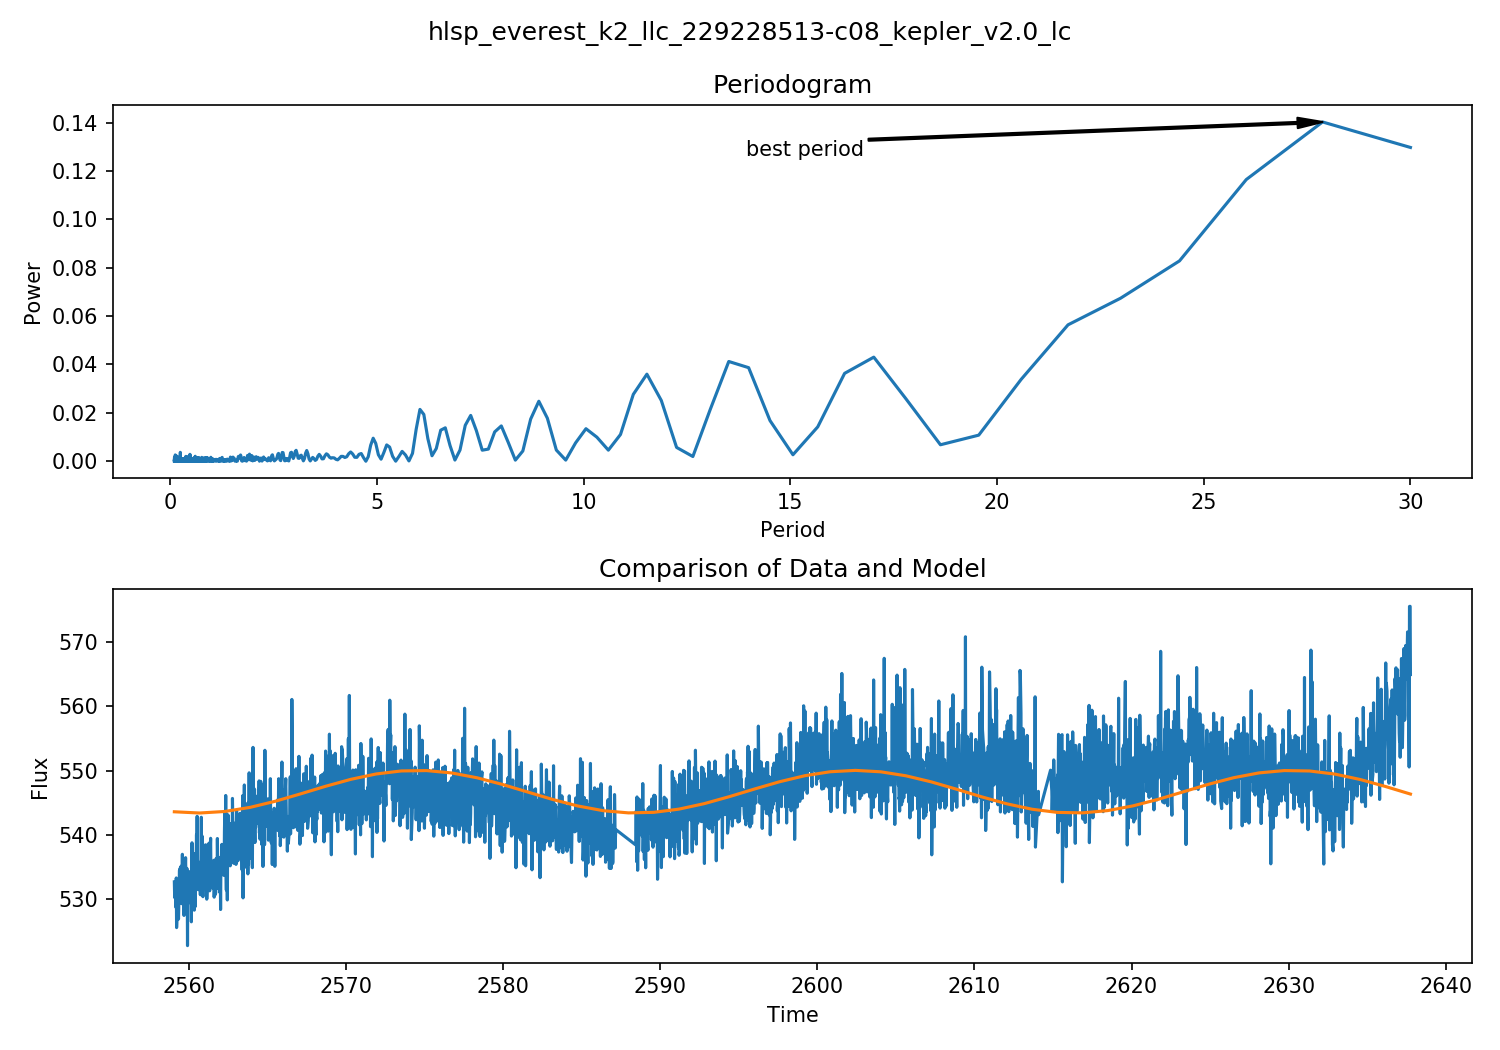 hlsp_everest_k2_llc_229228513-c08_kepler_v2.0_lc
Periodogram
0.14
0.12
0.10
0.08
0.06
0.04
0.02
0.00
Power
best period
0 5 10 15 20 25 30
Period
Comparison of Data and Model
570
560
550
540
530
Flux
2560 2570 2580 2590 2600 2610 2620 2630 2640
Time